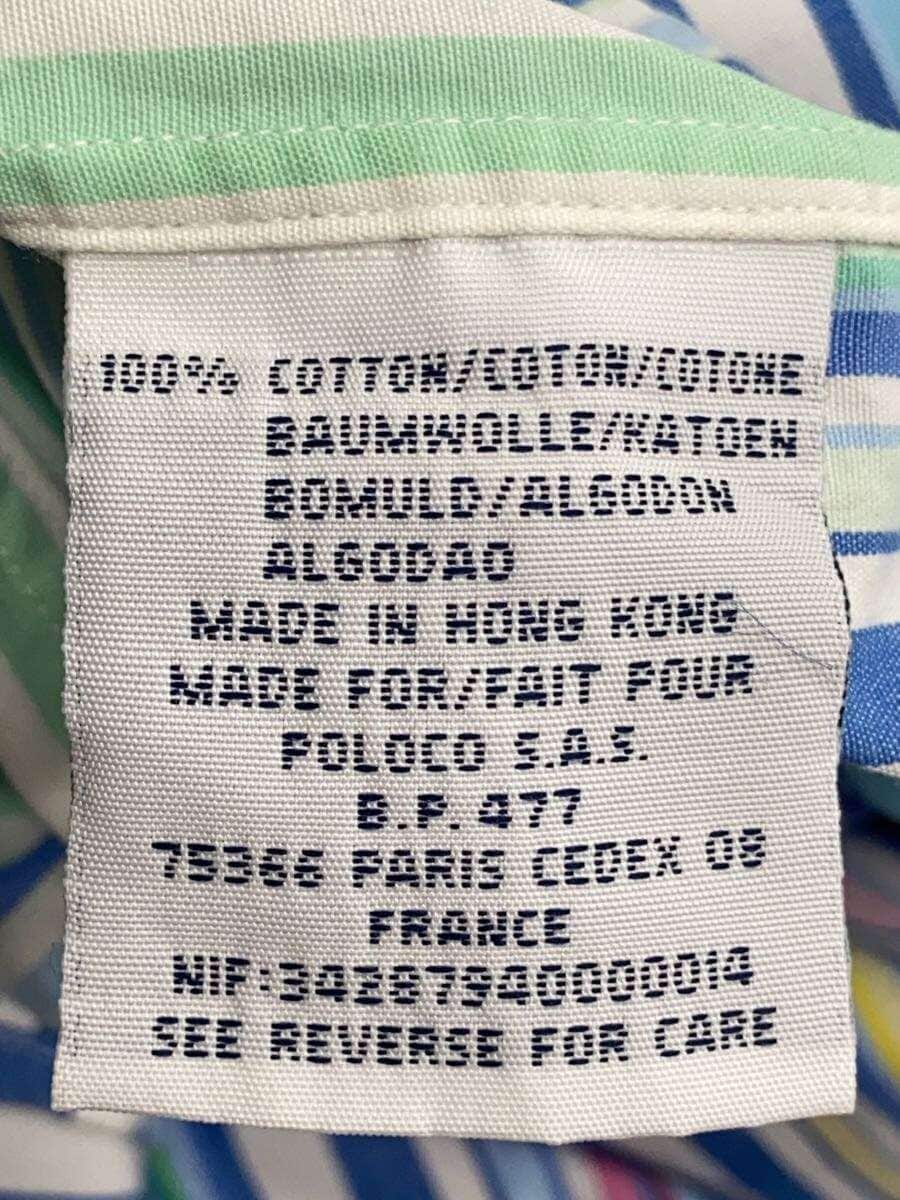 100% COTTON/COTON/COTONE
BAUMWOLLE/KATOEN
BOMULD/ALGODON
ALGODAO
MADE IN HONG KONG
MADE FOR/FAIT POUR
POLOCO S.A.S.
B.P. 477
75366 PARIS CEDEX 08
FRANCE
NIF:34287940000014
SEE REVERSE FOR CARE